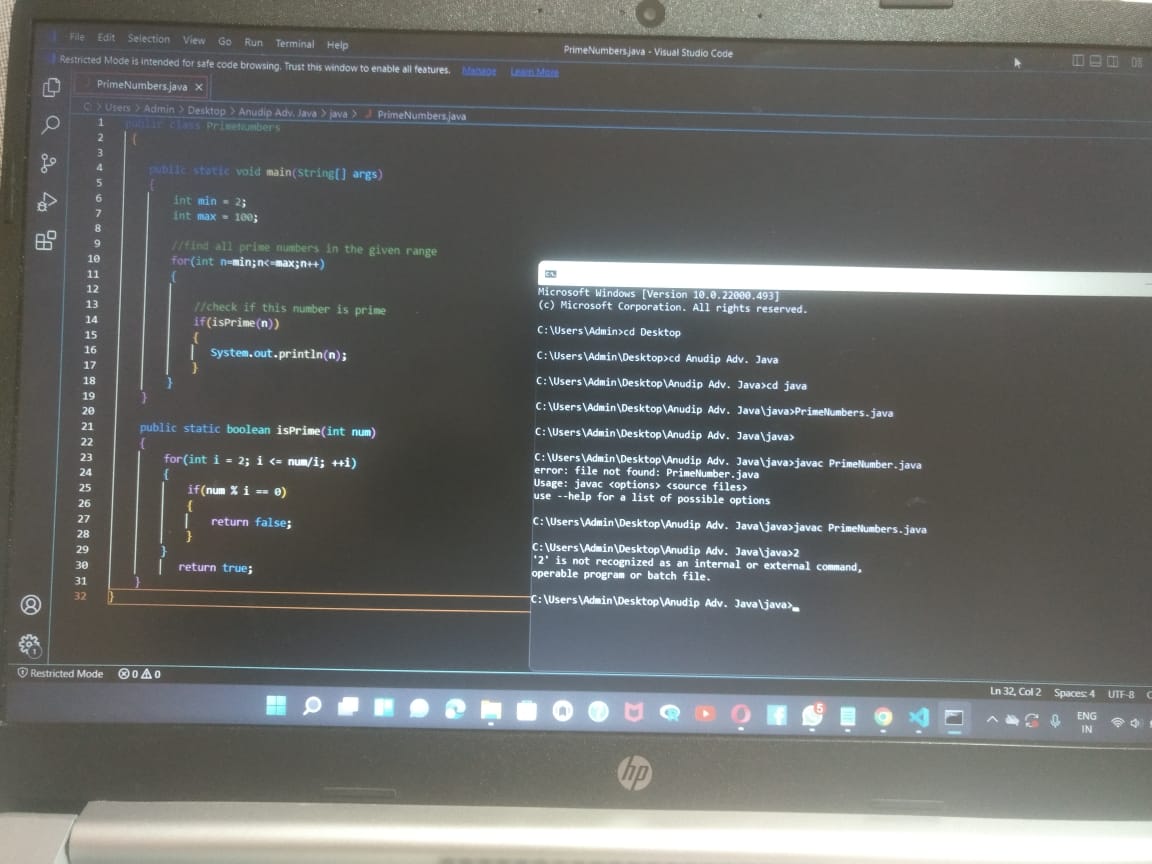 File Edit Selection View Go Run Terminal Help
PrimeNumbers.java - Visual Studio Code
Restricted Mode is intended for safe code browsing. Trust this window to enable all features. Manage Learn More
PrimeNumbers.java ×
C: > Users > Admin > Desktop > Anudip Adv. Java > java > J PrimeNumbers.java
1 public class PrimeNumbers
2 {
3
4 public static void main(String[] args)
5 {
6 int min = 2;
7 int max = 100;
8
9 //find all prime numbers in the given range
10 for(int n=min;n<=max;n++)
11 {
12
13 //check if this number is prime
14 if(isPrime(n))
15 {
16 System.out.println(n);
17 }
18 }
19 }
20
21 public static boolean isPrime(int num)
22 {
23 for(int i = 2; i <= num/i; ++i)
24 {
25 if(num % i == 0)
26 {
27 return false;
28 }
29 }
30 return true;
31 }
32 }
Microsoft Windows [Version 10.0.22000.493]
(c) Microsoft Corporation. All rights reserved.
C:\Users\Admin>cd Desktop
C:\Users\Admin\Desktop>cd Anudip Adv. Java
C:\Users\Admin\Desktop\Anudip Adv. Java>cd java
C:\Users\Admin\Desktop\Anudip Adv. Java\java>PrimeNumbers.java
C:\Users\Admin\Desktop\Anudip Adv. Java\java>
C:\Users\Admin\Desktop\Anudip Adv. Java\java>javac PrimeNumber.java
error: file not found: PrimeNumber.java
Usage: javac <options> <source files>
use --help for a list of possible options
C:\Users\Admin\Desktop\Anudip Adv. Java\java>javac PrimeNumbers.java
C:\Users\Admin\Desktop\Anudip Adv. Java\java>2
'2' is not recognized as an internal or external command,
operable program or batch file.
C:\Users\Admin\Desktop\Anudip Adv. Java\java>_
Restricted Mode 0 0
Ln 32, Col 2 Spaces: 4 UTF-8
5
ENG
IN
hp